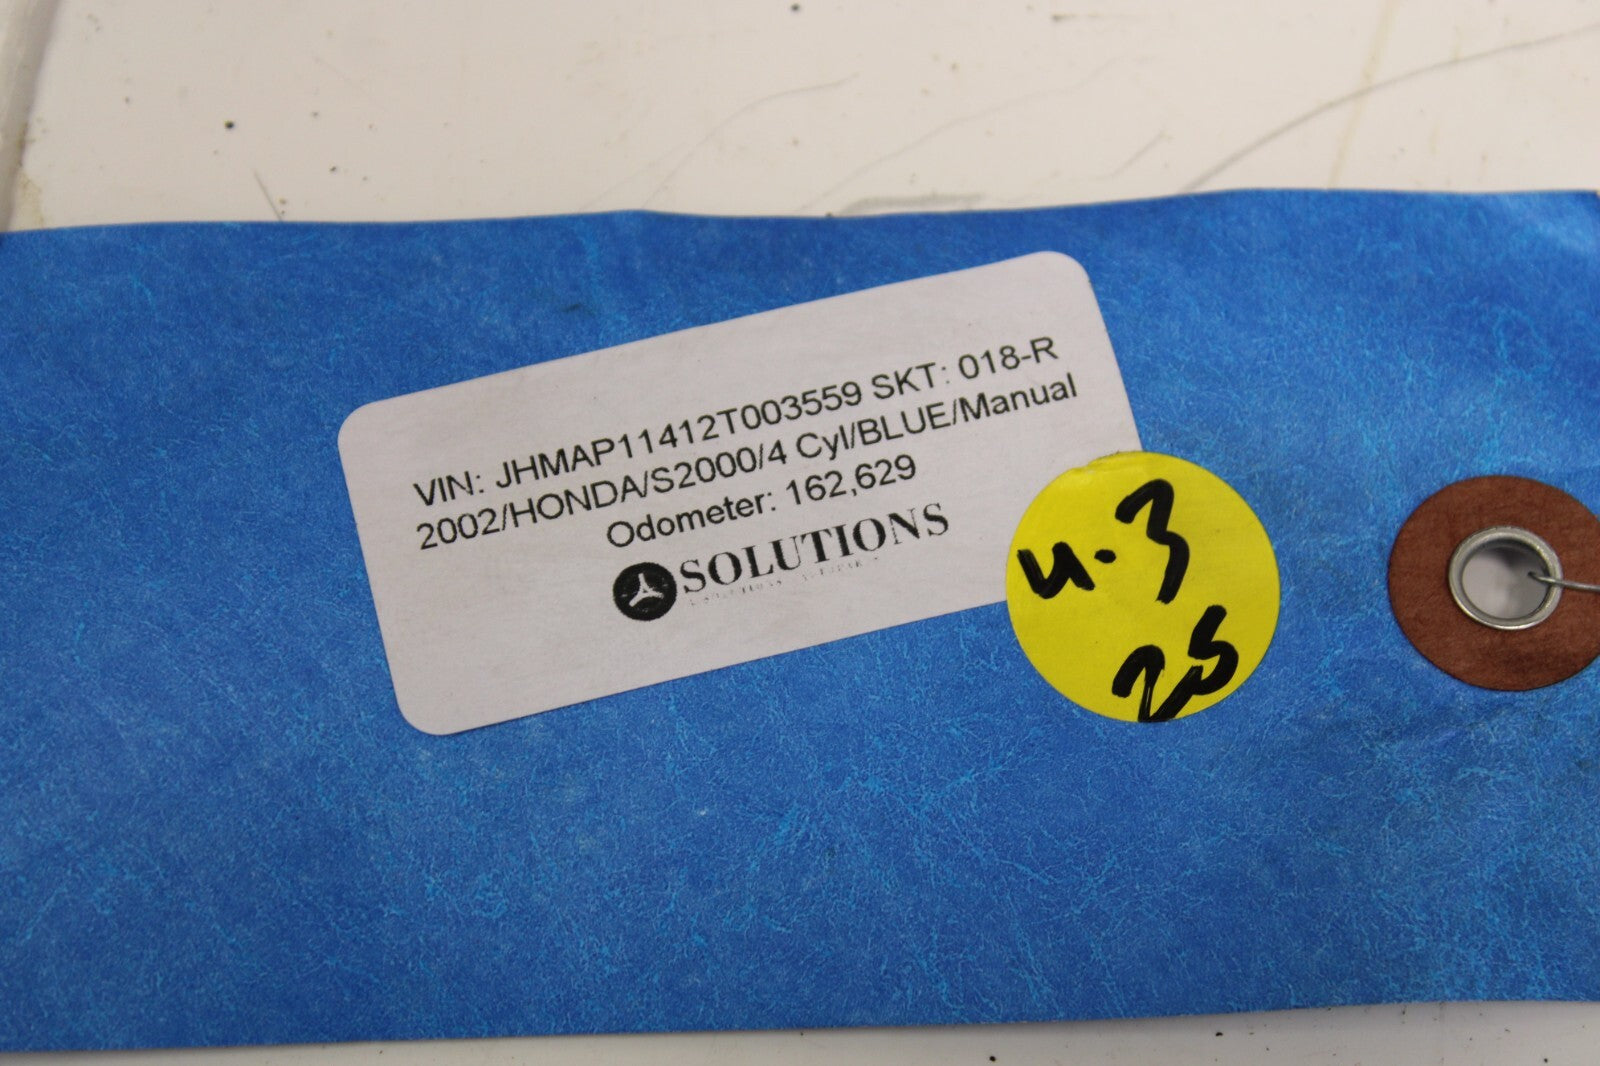 VIN: JHMAP11412T003559 SKT: 018-R
2002/HONDA/S2000/4 Cyl/BLUE/Manual
Odometer: 162,629
SOLUTIONS
4.3
25